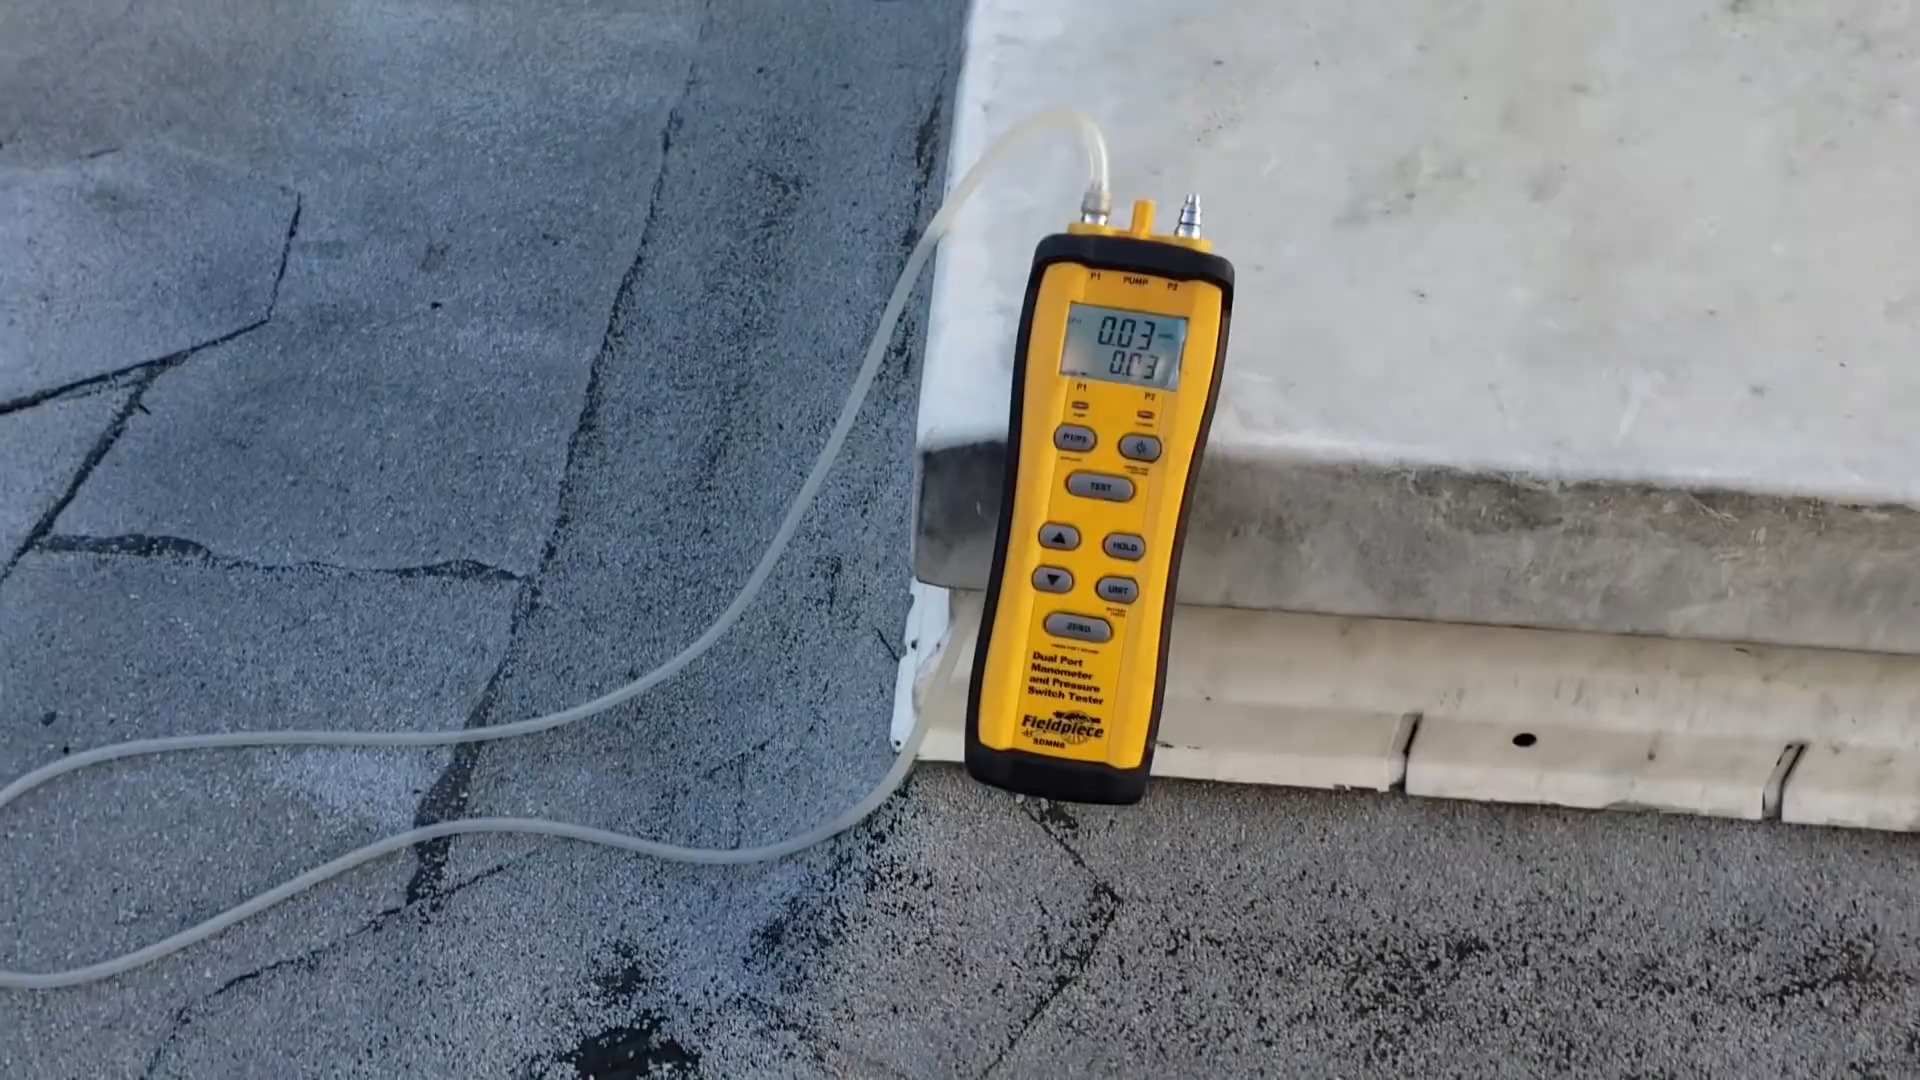 P1 PUMP P2
0.03
0.03
P1
P2
P1/P2
TEST
HOLD
UNIT
ZERO
Dual Port
Manometer
and Pressure
Switch Tester
Fieldpiece
SDMN6